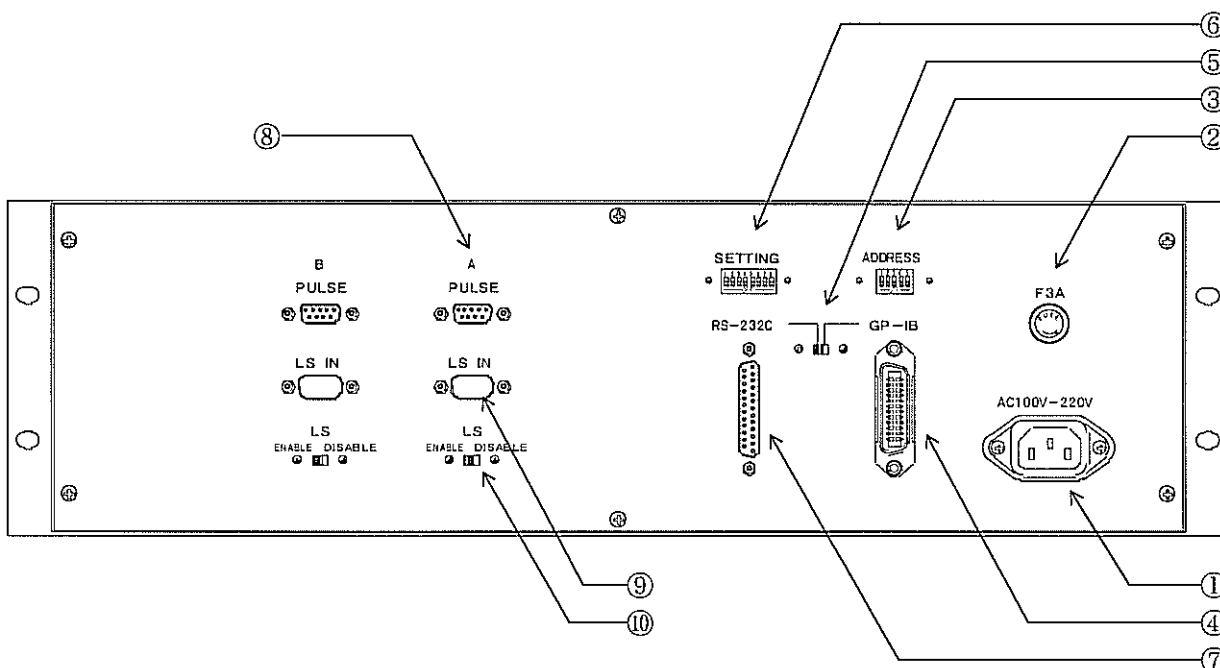 ⑥
⑤
③
②
⑧
SETTING
ADDRESS
B
A
PULSE
PULSE
F3A
RS-232C
GP-IB
LS IN
LS IN
AC100V-220V
LS
LS
ENABLE DISABLE
ENABLE DISABLE
⑨
①
⑩
④
⑦